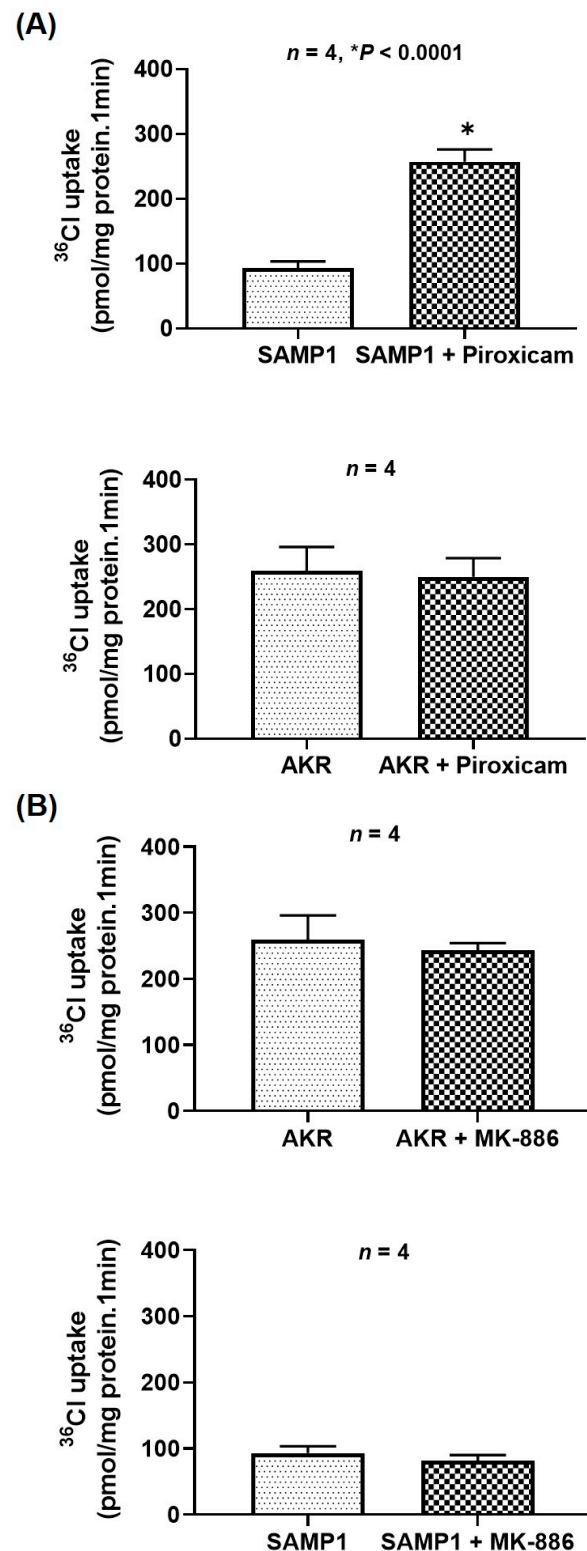 (A)
n = 4, *P < 0.0001
400
300
200
100
0
³⁶Cl uptake
(pmol/mg protein.1min)
*
SAMP1
SAMP1 + Piroxicam
n = 4
400
300
200
100
0
³⁶Cl uptake
(pmol/mg protein.1min)
AKR
AKR + Piroxicam
(B)
n = 4
400
300
200
100
0
³⁶Cl uptake
(pmol/mg protein.1min)
AKR
AKR + MK-886
n = 4
400
300
200
100
0
³⁶Cl uptake
(pmol/mg protein.1min)
SAMP1
SAMP1 + MK-886